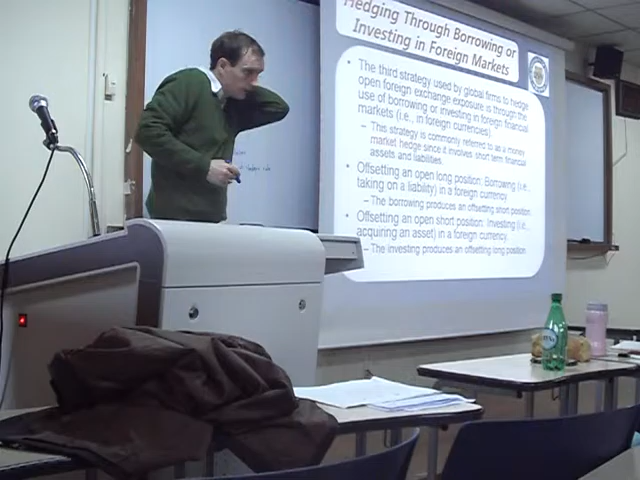 Hedging Through Borrowing or
Investing in Foreign Markets
• The third strategy used by global firms to hedge
open foreign exchange exposure is through the
use of borrowing or investing in foreign financial
markets (i.e., in foreign currencies)
– This strategy is commonly referred to as a money
market hedge since it involves short term financial
assets and liabilities.
• Offsetting an open long position: Borrowing (i.e.,
taking on a liability) in a foreign currency.
– The borrowing produces an offsetting short position.
• Offsetting an open short position: Investing (i.e.,
acquiring an asset) in a foreign currency.
– The investing produces an offsetting long position.